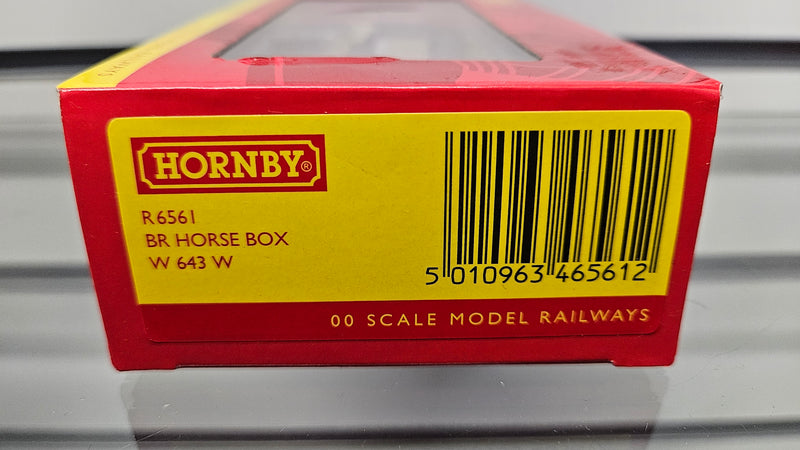 HORNBY®
R6561
BR HORSE BOX
W 643 W
5 010963 465612
00 SCALE MODEL RAILWAYS